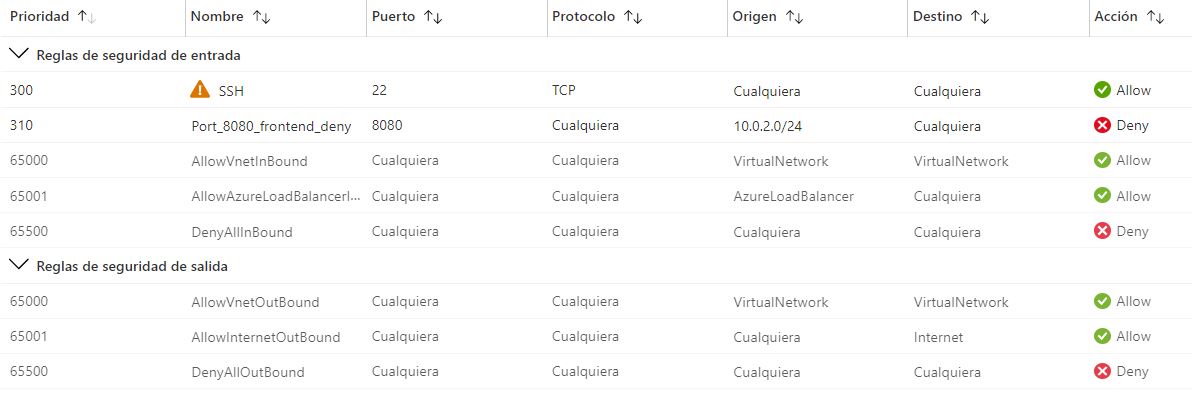 Prioridad Nombre Puerto Protocolo Origen Destino Acción
Reglas de seguridad de entrada
300 SSH 22 TCP Cualquiera Cualquiera Allow
310 Port_8080_frontend_deny 8080 Cualquiera 10.0.2.0/24 Cualquiera Deny
65000 AllowVnetInBound Cualquiera Cualquiera VirtualNetwork VirtualNetwork Allow
65001 AllowAzureLoadBalancerI... Cualquiera Cualquiera AzureLoadBalancer Cualquiera Allow
65500 DenyAllInBound Cualquiera Cualquiera Cualquiera Cualquiera Deny
Reglas de seguridad de salida
65000 AllowVnetOutBound Cualquiera Cualquiera VirtualNetwork VirtualNetwork Allow
65001 AllowInternetOutBound Cualquiera Cualquiera Cualquiera Internet Allow
65500 DenyAllOutBound Cualquiera Cualquiera Cualquiera Cualquiera Deny